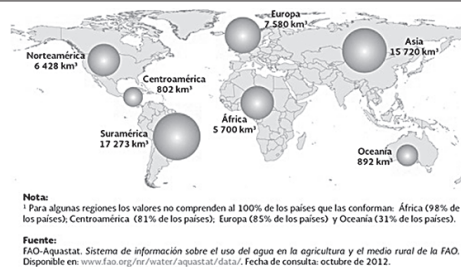 Europa
7 580 km³
Asia
15 720 km³
Norteamérica
6 428 km³
Centroamérica
802 km³
África
5 700 km³
Suramérica
17 273 km³
Oceanía
892 km³
Nota:
¹ Para algunas regiones los valores no comprenden al 100% de los países que las conforman: África (98% de
los países); Centroamérica (81% de los países); Europa (85% de los países) y Oceanía (31% de los países).
Fuente:
FAO-Aquastat. Sistema de información sobre el uso del agua en la agricultura y el medio rural de la FAO.
Disponible en: www.fao.org/nr/water/aquastat/data/. Fecha de consulta: octubre de 2012.